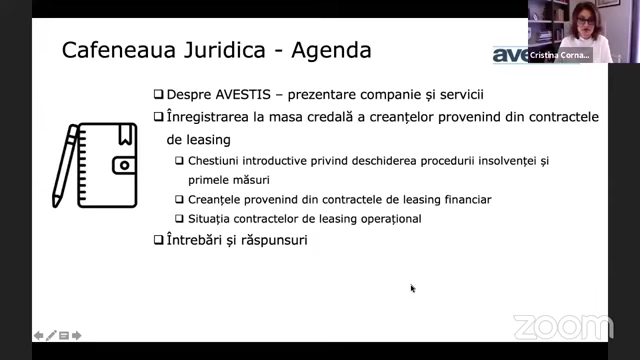 Cafeneaua Juridica - Agenda
ave
Cristina Corna...
❑ Despre AVESTIS – prezentare companie și servicii
❑ Înregistrarea la masa credală a creanțelor provenind din contractele
de leasing
❑ Chestiuni introductive privind deschiderea procedurii insolvenței și
primele măsuri
❑ Creanțele provenind din contractele de leasing financiar
❑ Situația contractelor de leasing operațional
❑ Întrebări și răspunsuri
zoom